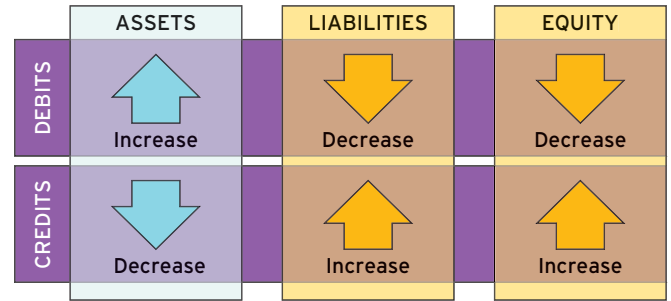 ASSETS LIABILITIES EQUITY
DEBITS
Increase Decrease Decrease
CREDITS
Decrease Increase Increase